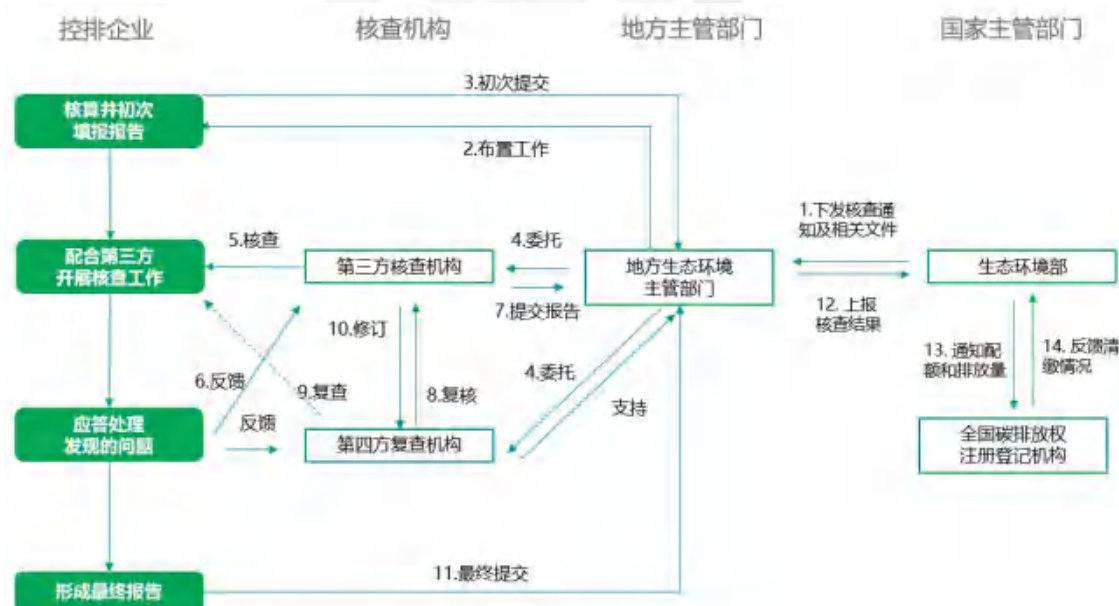 控排企业
核查机构
地方主管部门
国家主管部门
3.初次提交
核算并初次
填报报告
2.布置工作
1.下发核查通
知及相关文件
5.核查
4.委托
配合第三方
开展核查工作
第三方核查机构
地方生态环境
主管部门
生态环境部
7.提交报告
12. 上报
核查结果
10.修订
13. 通知配
额和排放量
14. 反馈清
缴情况
6.反馈
9.复查
8.复核
4.委托
支持
应答处理
发现的问题
反馈
第四方复查机构
全国碳排放权
注册登记机构
11.最终提交
形成最终报告